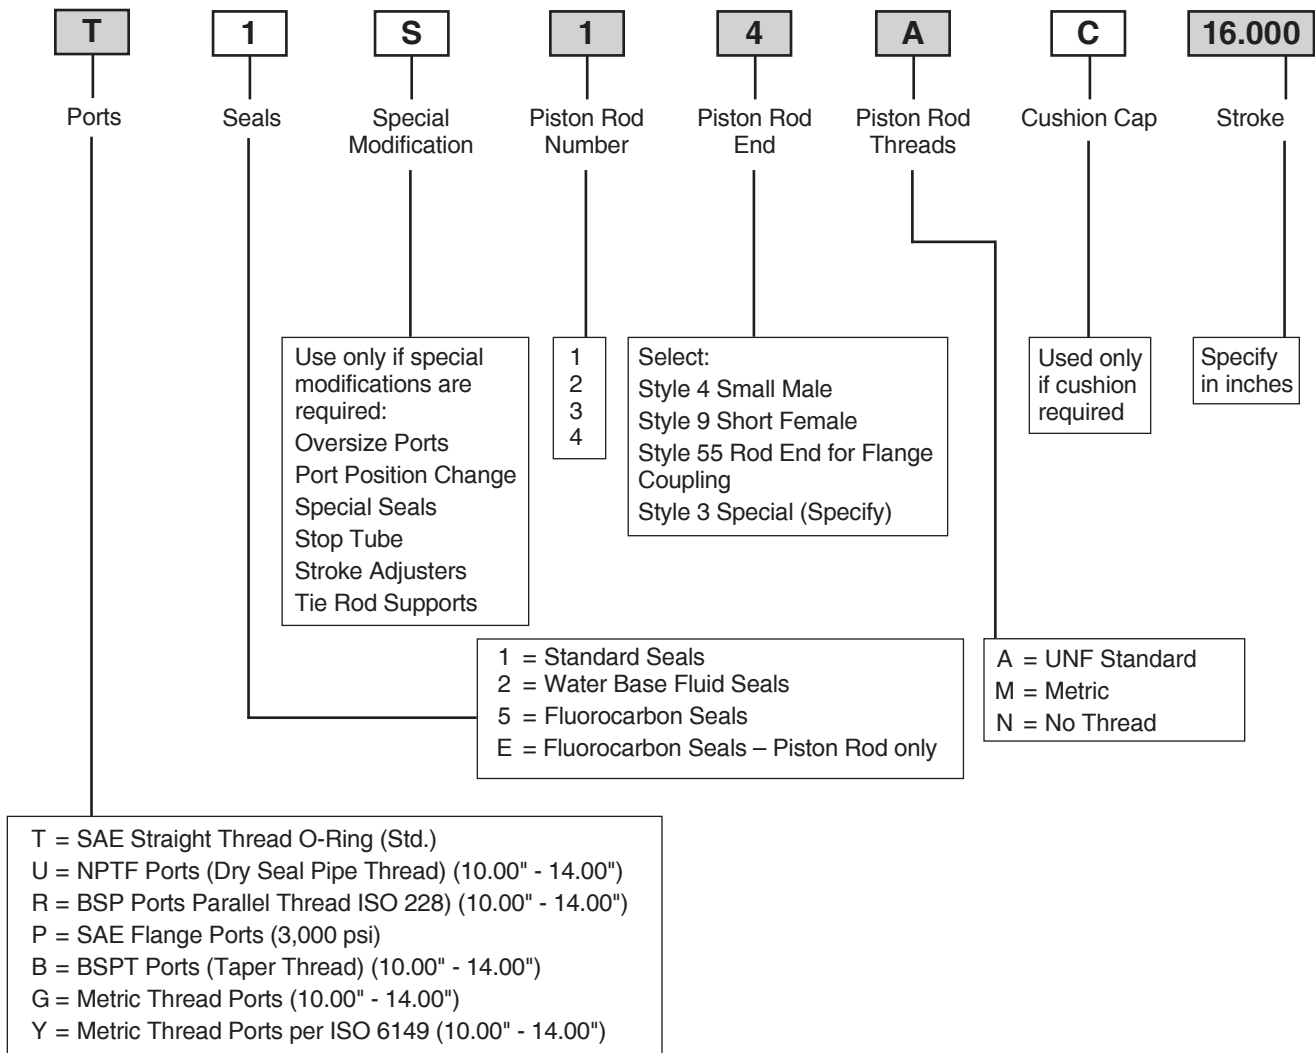 T 1 S 1 4 A C 16.000
Ports
Seals
Special
Modification
Piston Rod
Number
Piston Rod
End
Piston Rod
Threads
Cushion Cap
Stroke
Use only if special
modifications are
required:
Oversize Ports
Port Position Change
Special Seals
Stop Tube
Stroke Adjusters
Tie Rod Supports
1
2
3
4
Select:
Style 4 Small Male
Style 9 Short Female
Style 55 Rod End for Flange
Coupling
Style 3 Special (Specify)
Used only
if cushion
required
Specify
in inches
1 = Standard Seals
2 = Water Base Fluid Seals
5 = Fluorocarbon Seals
E = Fluorocarbon Seals – Piston Rod only
A = UNF Standard
M = Metric
N = No Thread
T = SAE Straight Thread O-Ring (Std.)
U = NPTF Ports (Dry Seal Pipe Thread) (10.00" - 14.00")
R = BSP Ports Parallel Thread ISO 228) (10.00" - 14.00")
P = SAE Flange Ports (3,000 psi)
B = BSPT Ports (Taper Thread) (10.00" - 14.00")
G = Metric Thread Ports (10.00" - 14.00")
Y = Metric Thread Ports per ISO 6149 (10.00" - 14.00")